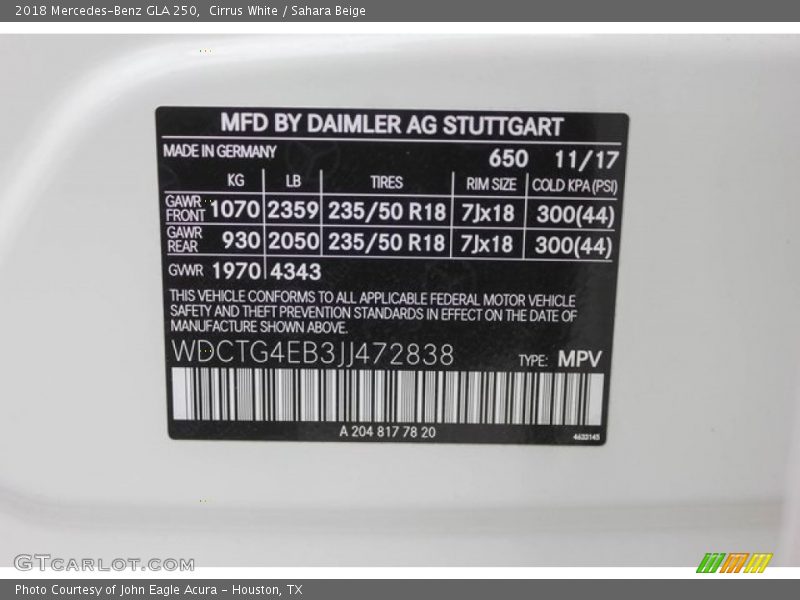 2018 Mercedes-Benz GLA 250,  Cirrus White / Sahara Beige
MFD BY DAIMLER AG STUTTGART
MADE IN GERMANY 650 11/17
KG LB TIRES RIM SIZE COLD KPA (PSI)
GAWR FRONT 1070 2359 235/50 R18 7Jx18 300(44)
GAWR REAR 930 2050 235/50 R18 7Jx18 300(44)
GWR 1970 4343
THIS VEHICLE CONFORMS TO ALL APPLICABLE FEDERAL MOTOR VEHICLE
SAFETY AND THEFT PREVENTION STANDARDS IN EFFECT ON THE DATE OF
MANUFACTURE SHOWN ABOVE.
WDCTG4EB3JJ472838 TYPE: MPV
A 204 817 78 20 4633145
GTCARLOT.COM
Photo Courtesy of John Eagle Acura - Houston, TX